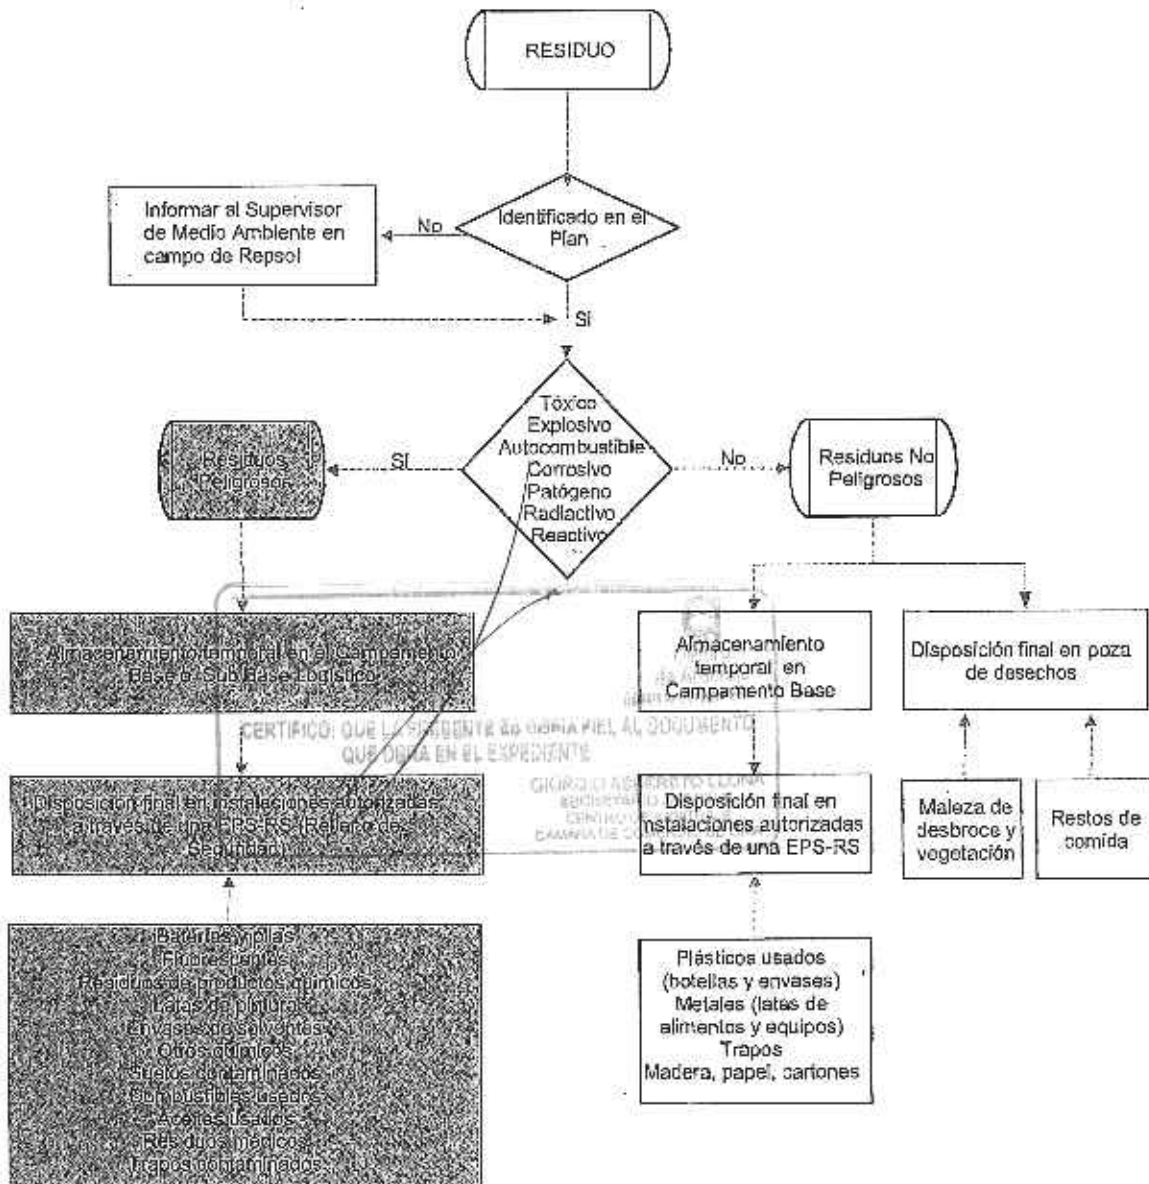 RESIDUO
Identificado en el
Plan
No
Informar al Supervisor
de Medio Ambiente en
campo de Repsol
Sí
Tóxico
Explosivo
Autocombustible
Corrosivo
Patógeno
Radiactivo
Reactivo
Sí
No
Residuos
Peligrosos
Residuos No
Peligrosos
Almacenamiento temporal en el Campamento
Base o Sub Base Logístico
Almacenamiento
temporal en
Campamento Base
Disposición final en poza
de desechos
CERTIFICO: QUE LA PRESENTE ES COPIA FIEL AL DOCUMENTO
QUE OBRA EN EL EXPEDIENTE
Disposición final en instalaciones autorizadas
a través de una EPS-RS (Relleno de
Seguridad)
Disposición final en
instalaciones autorizadas
a través de una EPS-RS
Maleza de
desbroce y
vegetación
Restos de
comida
Baterías y pilas
Fluorescentes
Residuos de productos químicos
Latas de pintura
Envases de solventes
Otros químicos
Suelos contaminados
Combustibles usados
Aceites usados
Residuos médicos
Trapos contaminados
Plásticos usados
(botellas y envases)
Metales (latas de
alimentos y equipos)
Trapos
Madera, papel, cartones